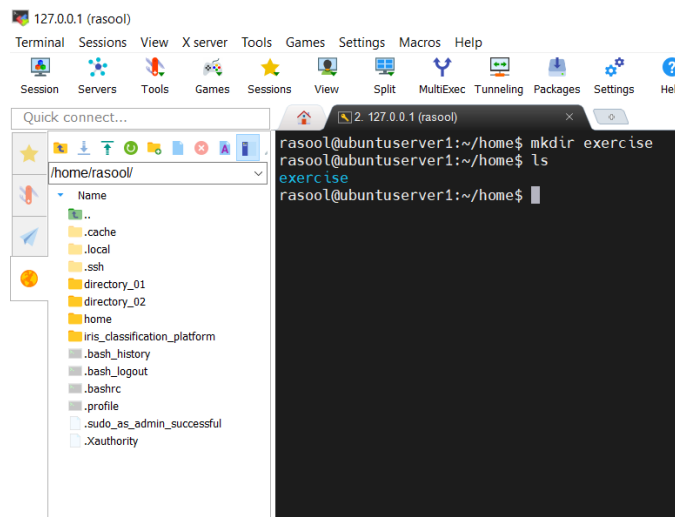 127.0.0.1 (rasool)
Terminal Sessions View X server Tools Games Settings Macros Help
Session Servers Tools Games Sessions View Split MultiExec Tunneling Packages Settings
Quick connect...
2. 127.0.0.1 (rasool)
/home/rasool/
Name
..
.cache
.local
.ssh
directory_01
directory_02
home
iris_classification_platform
.bash_history
.bash_logout
.bashrc
.profile
.sudo_as_admin_successful
.Xauthority
rasool@ubuntuserver1:~/home$ mkdir exercise
rasool@ubuntuserver1:~/home$ ls
exercise
rasool@ubuntuserver1:~/home$